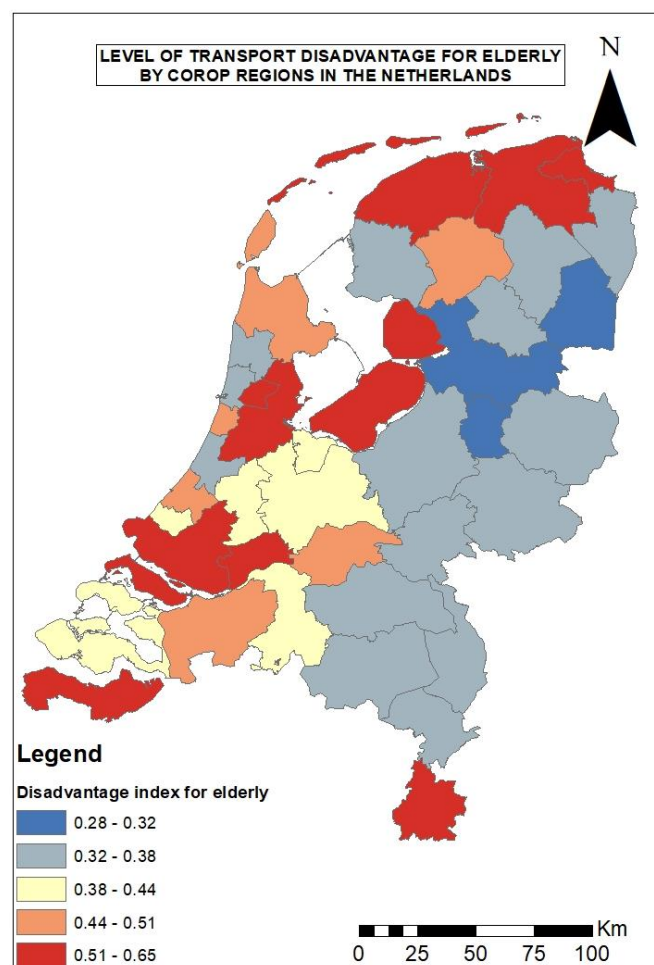 LEVEL OF TRANSPORT DISADVANTAGE FOR ELDERLY
BY COROP REGIONS IN THE NETHERLANDS
N
Legend
Disadvantage index for elderly
0.28 - 0.32
0.32 - 0.38
0.38 - 0.44
0.44 - 0.51
0.51 - 0.65
Km
0 25 50 75 100